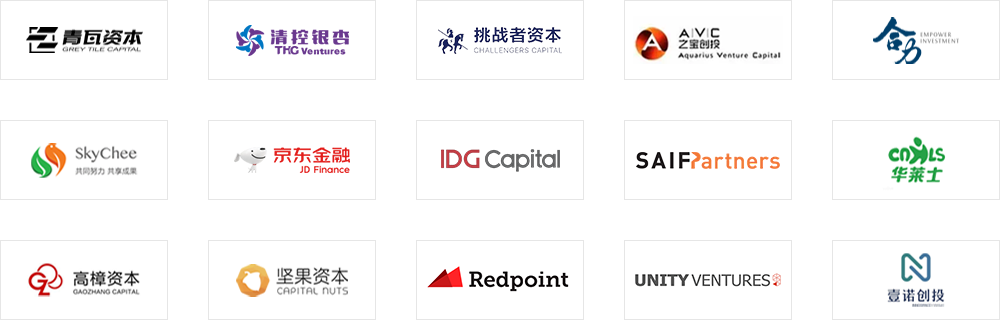 青瓦资本
GREY TILE CAPITAL
清控银杏
THG Ventures
挑战者资本
CHALLENGERS CAPITAL
A|V|C
之宝创投
Aquarius Venture Capital
合力
EMPOWER
INVESTMENT
SkyChee
共同努力 共享成果
京东金融
JD Finance
IDG Capital
SAIF Partners
CNHLS
华莱士
高樟资本
GAOZHANG CAPITAL
坚果资本
CAPITAL NUTS
Redpoint
UNITY VENTURES
壹诺创投